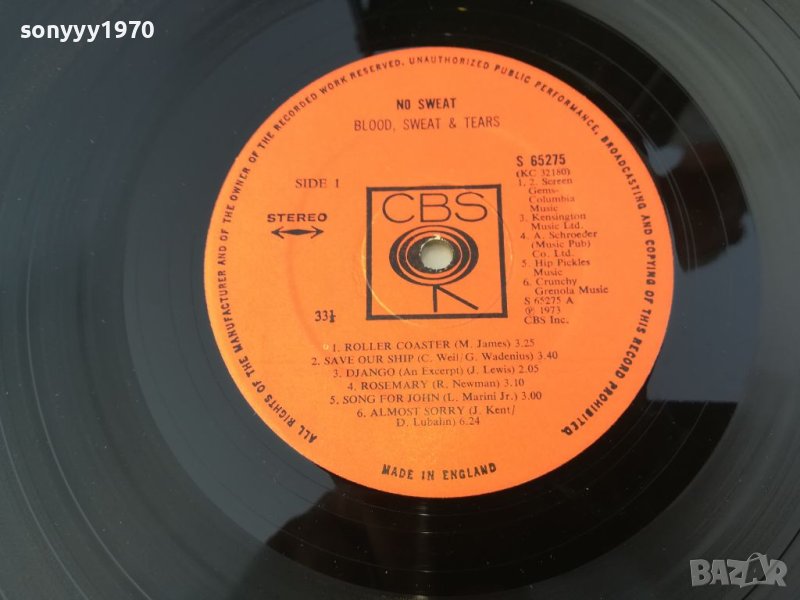 sonyyy1970
ALL RIGHTS OF THE MANUFACTURER AND OF THE OWNER OF THE RECORDED WORK RESERVED. UNAUTHORIZED PUBLIC PERFORMANCE, BROADCASTING AND COPYING OF THIS RECORD PROHIBITED.
NO SWEAT
BLOOD, SWEAT & TEARS
SIDE 1
STEREO
33⅓
CBS
S 65275
(KC 32180)
1, 2. Screen
Gems-
Columbia
Music
3. Kensington
Music Ltd.
4. A. Schroeder
(Music Pub)
Co. Ltd.
5. Hip Pickles
Music
6. Crunchy
Grenola Music
S 65275 A
℗ 1973
CBS Inc.
1. ROLLER COASTER (M. James) 3.25
2. SAVE OUR SHIP (C. Weil/G. Wadenius) 3.40
3. DJANGO (An Excerpt) (J. Lewis) 2.05
4. ROSEMARY (R. Newman) 3.10
5. SONG FOR JOHN (L. Marini Jr.) 3.00
6. ALMOST SORRY (J. Kent/
D. Lubalin) 6.24
MADE IN ENGLAND
BAZAR